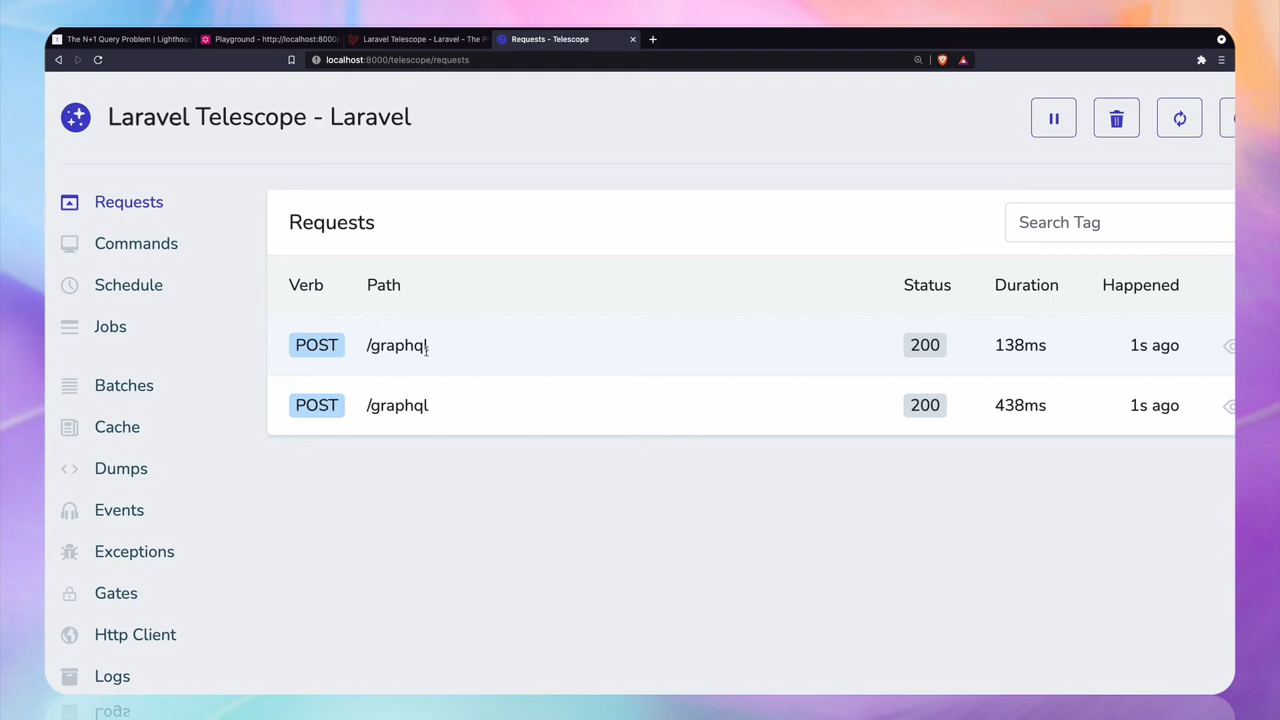 The N+1 Query Problem | Lighthou
Playground - http://localhost:8000/
Laravel Telescope - Laravel - The P
Requests - Telescope
localhost:8000/telescope/requests
Laravel Telescope - Laravel
Requests
Commands
Schedule
Jobs
Batches
Cache
Dumps
Events
Exceptions
Gates
Http Client
Logs
Requests
Search Tag
Verb Path Status Duration Happened
POST /graphql 200 138ms 1s ago
POST /graphql 200 438ms 1s ago